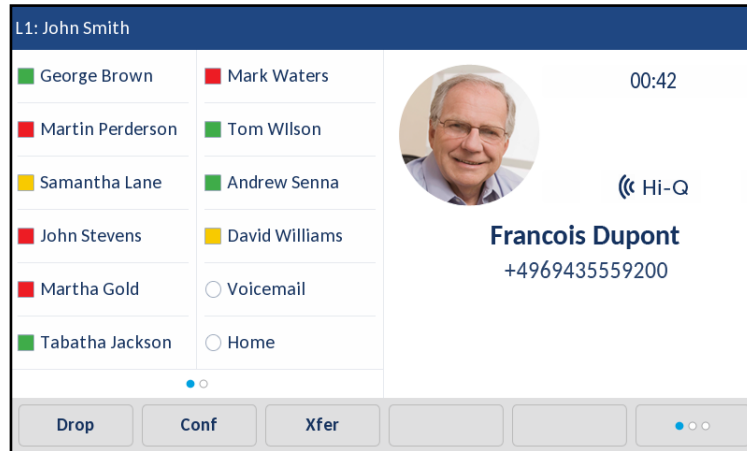 L1: John Smith
George Brown
Mark Waters
Martin Perderson
Tom WIlson
Samantha Lane
Andrew Senna
John Stevens
David Williams
Martha Gold
Voicemail
Tabatha Jackson
Home
00:42
Hi-Q
Francois Dupont
+4969435559200
Drop
Conf
Xfer